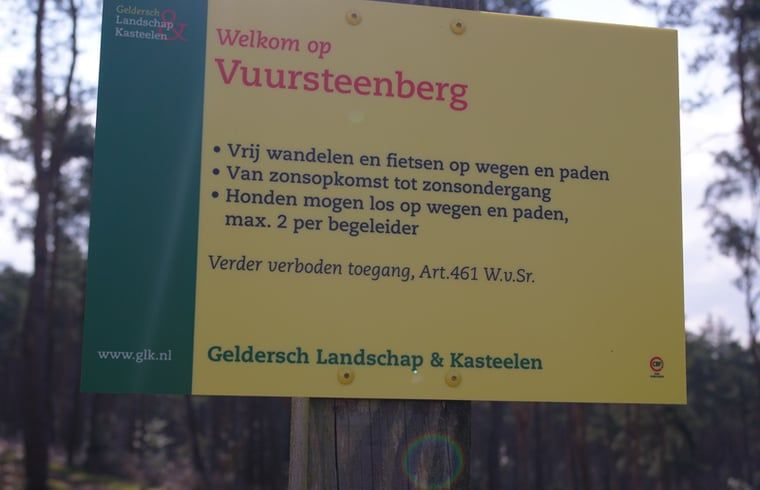 Geldersch
Landschap
Kasteelen &
Welkom op
Vuursteenberg
• Vrij wandelen en fietsen op wegen en paden
• Van zonsopkomst tot zonsondergang
• Honden mogen los op wegen en paden,
max. 2 per begeleider
Verder verboden toegang, Art.461 W.v.Sr.
www.glk.nl
Geldersch Landschap & Kasteelen
CBF